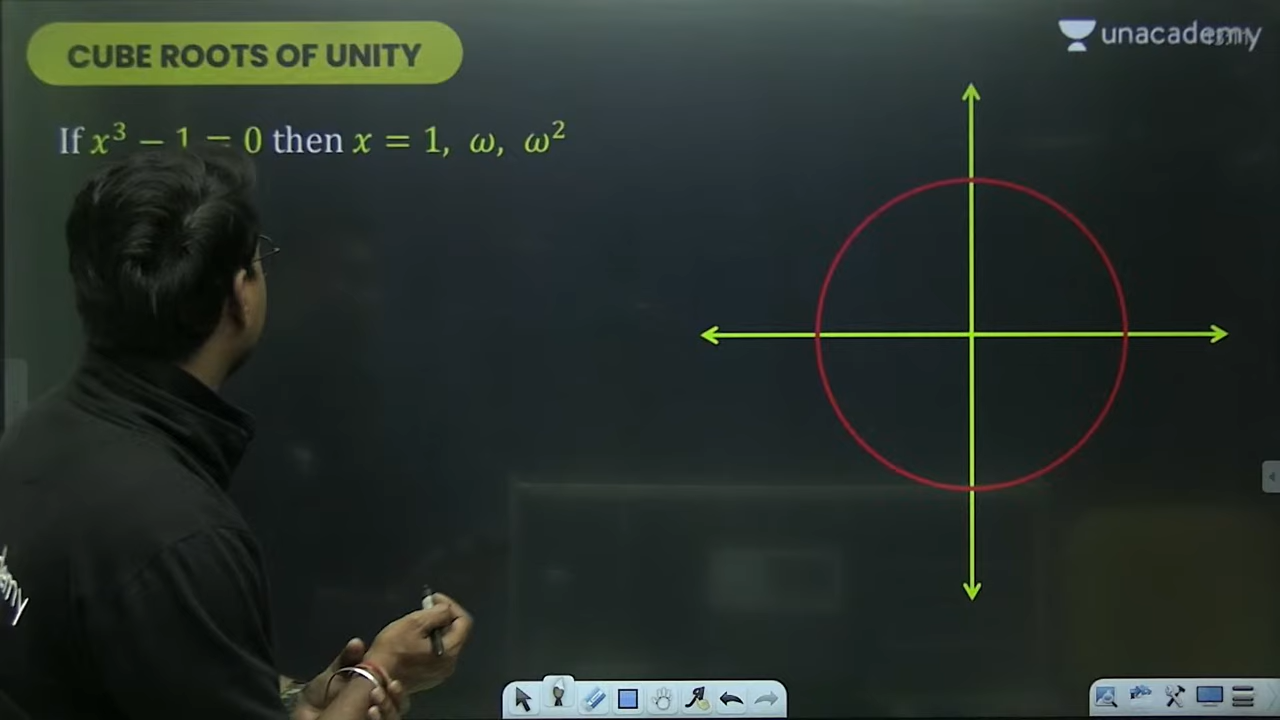 CUBE ROOTS OF UNITY
unacademy
If x³ − 1 = 0 then x = 1, ω, ω²